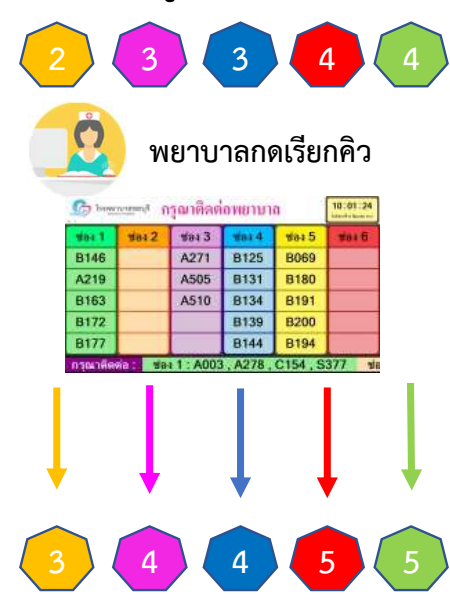 2 3 3 4 4
พยาบาลกดเรียกคิว
กรุณาติดต่อพยาบาล 10:01:24
ช่อง 1 ช่อง 2 ช่อง 3 ช่อง 4 ช่อง 5 ช่อง 6
B146 A271 B125 B069
A219 A505 B131 B180
B163 A510 B134 B191
B172 B139 B200
B177 B144 B194
กรุณาติดต่อ : ช่อง 1 : A003 , A278 , C154 , S377
3 4 4 5 5